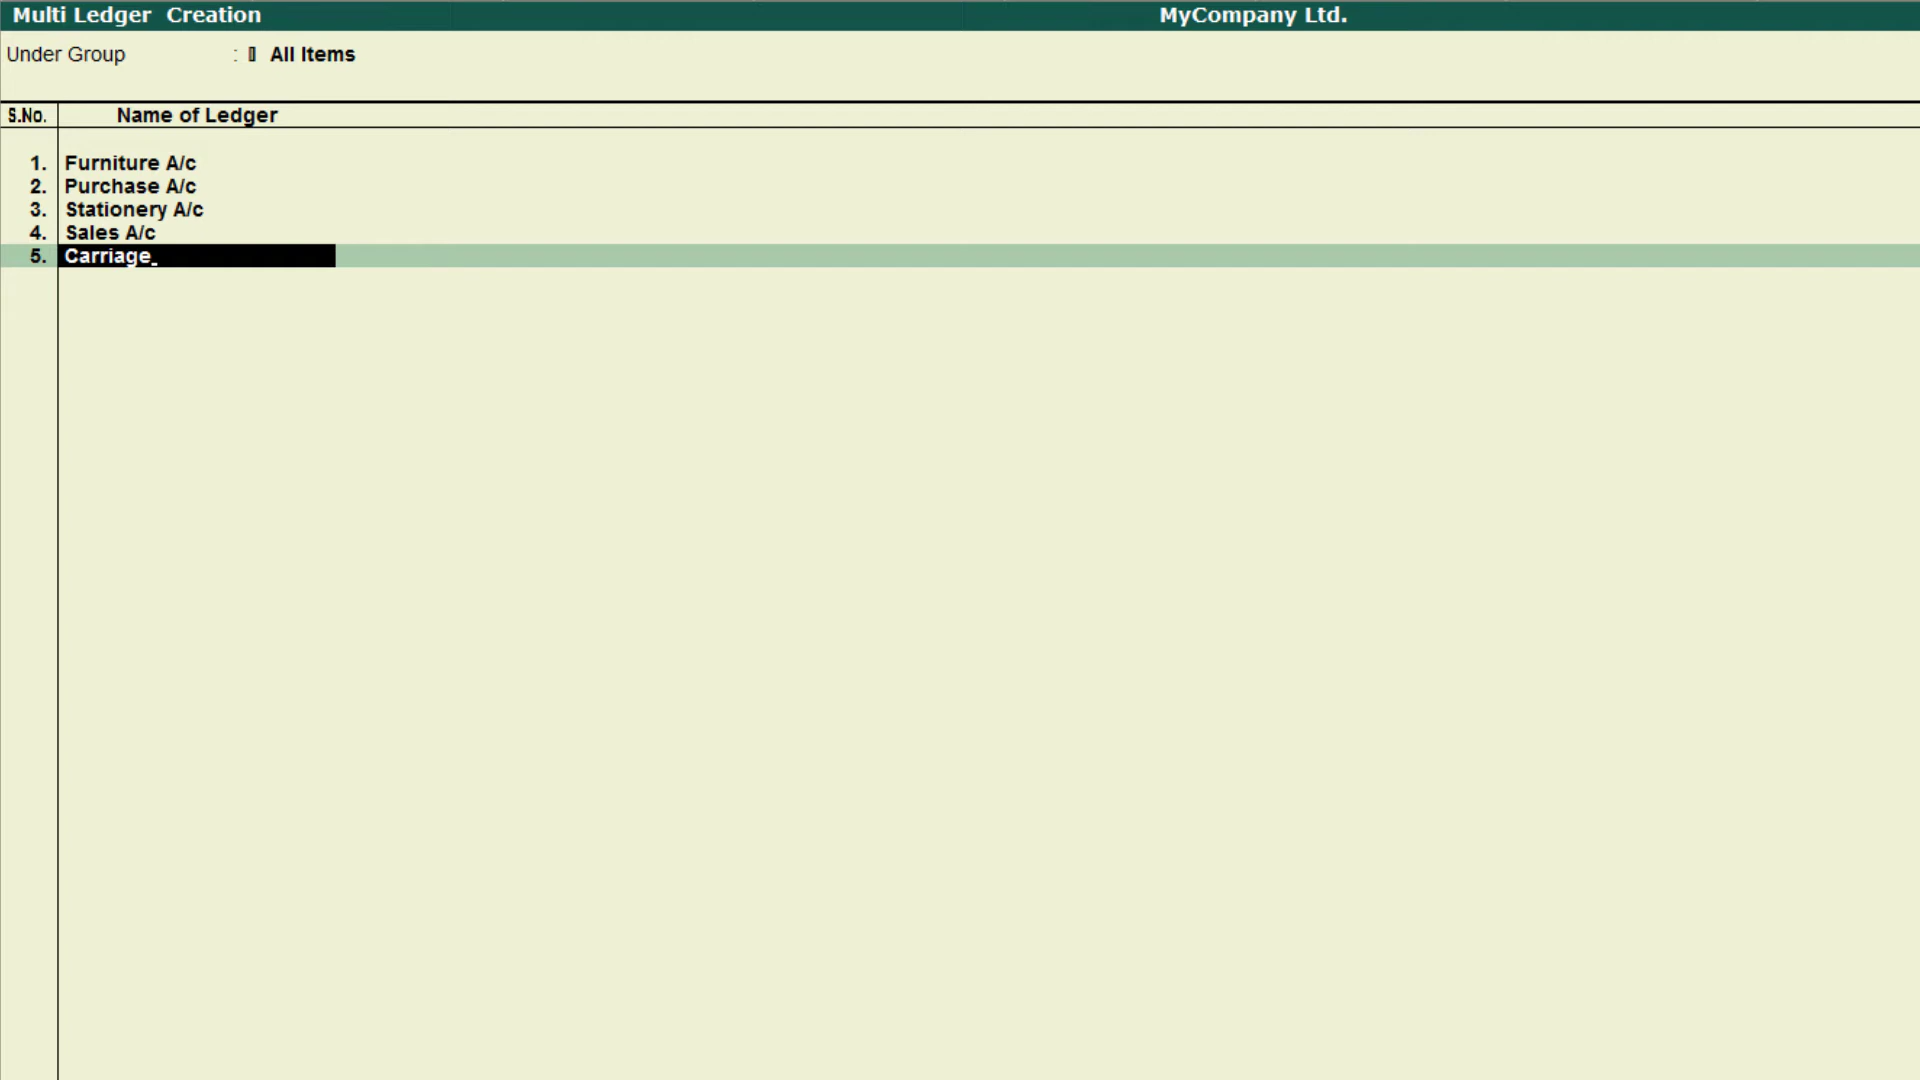 Multi Ledger Creation MyCompany Ltd.
Under Group : All Items
S.No. Name of Ledger
1. Furniture A/c
2. Purchase A/c
3. Stationery A/c
4. Sales A/c
5. Carriage_